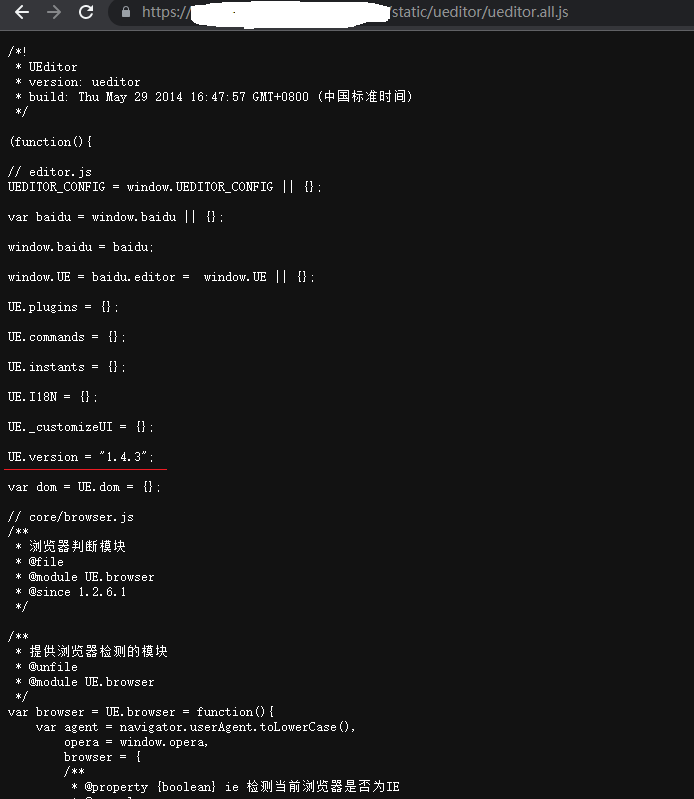 https://
/static/ueditor/ueditor.all.js
/*!
 * UEditor
 * version: ueditor
 * build: Thu May 29 2014 16:47:57 GMT+0800 (中国标准时间)
 */
(function(){
// editor.js
UEDITOR_CONFIG = window.UEDITOR_CONFIG || {};
var baidu = window.baidu || {};
window.baidu = baidu;
window.UE = baidu.editor =  window.UE || {};
UE.plugins = {};
UE.commands = {};
UE.instants = {};
UE.I18N = {};
UE._customizeUI = {};
UE.version = "1.4.3";
var dom = UE.dom = {};
// core/browser.js
/**
 * 浏览器判断模块
 * @file
 * @module UE.browser
 * @since 1.2.6.1
 */
/**
 * 提供浏览器检测的模块
 * @unfile
 * @module UE.browser
 */
var browser = UE.browser = function(){
    var agent = navigator.userAgent.toLowerCase(),
        opera = window.opera,
        browser = {
        /**
         * @property {boolean} ie 检测当前浏览器是否为IE